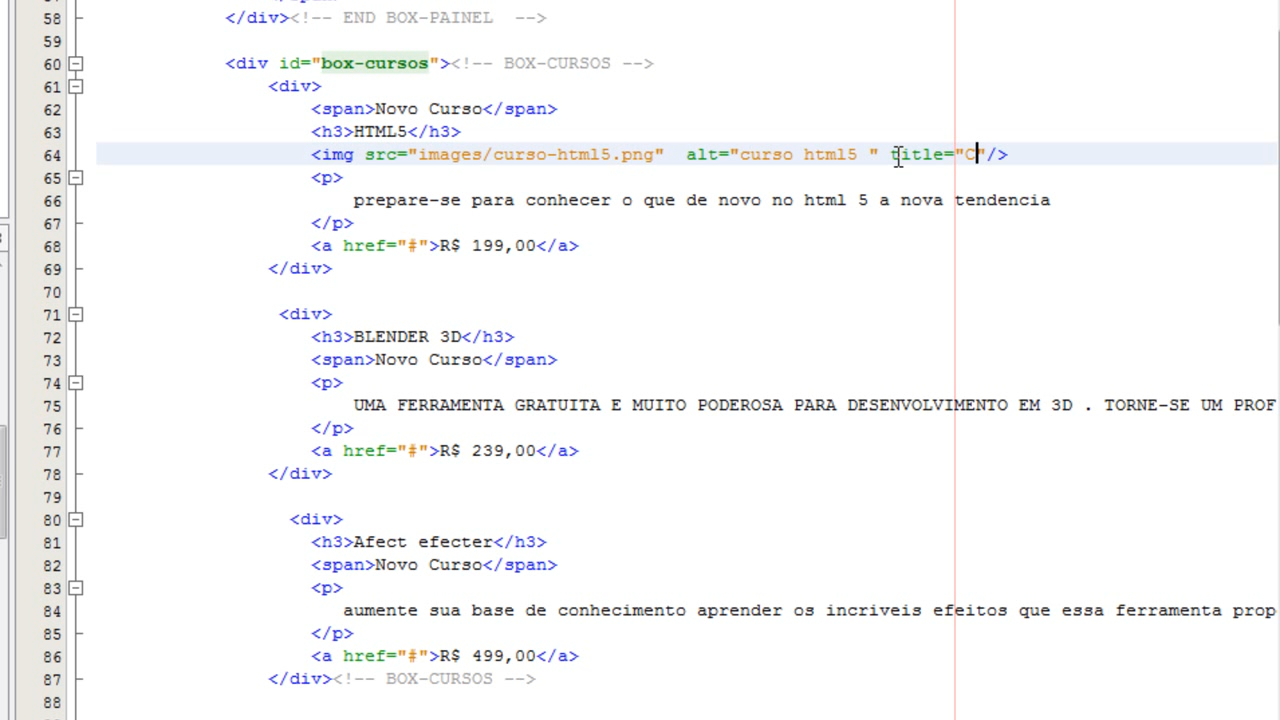 58 </div><!-- END BOX-PAINEL  -->
59
60 <div id="box-cursos"><!-- BOX-CURSOS -->
61 <div>
62 <span>Novo Curso</span>
63 <h3>HTML5</h3>
64 <img src="images/curso-html5.png"  alt="curso html5 " title="C"/>
65 <p>
66 prepare-se para conhecer o que de novo no html 5 a nova tendencia
67 </p>
68 <a href="#">R$ 199,00</a>
69 </div>
70
71 <div>
72 <h3>BLENDER 3D</h3>
73 <span>Novo Curso</span>
74 <p>
75 UMA FERRAMENTA GRATUITA E MUITO PODEROSA PARA DESENVOLVIMENTO EM 3D . TORNE-SE UM PROF
76 </p>
77 <a href="#">R$ 239,00</a>
78 </div>
79
80 <div>
81 <h3>Afect efecter</h3>
82 <span>Novo Curso</span>
83 <p>
84 aumente sua base de conhecimento aprender os incriveis efeitos que essa ferramenta prop
85 </p>
86 <a href="#">R$ 499,00</a>
87 </div><!-- BOX-CURSOS -->
88